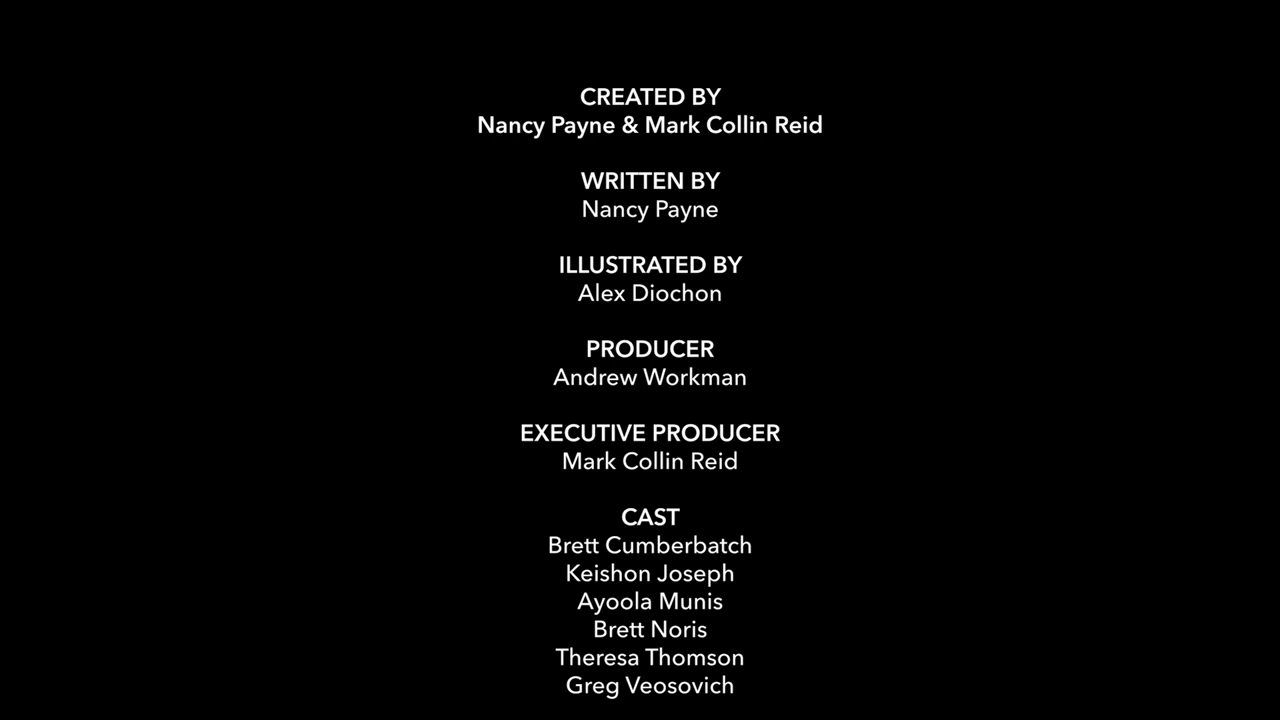 CREATED BY
Nancy Payne & Mark Collin Reid
WRITTEN BY
Nancy Payne
ILLUSTRATED BY
Alex Diochon
PRODUCER
Andrew Workman
EXECUTIVE PRODUCER
Mark Collin Reid
CAST
Brett Cumberbatch
Keishon Joseph
Ayoola Munis
Brett Noris
Theresa Thomson
Greg Veosovich